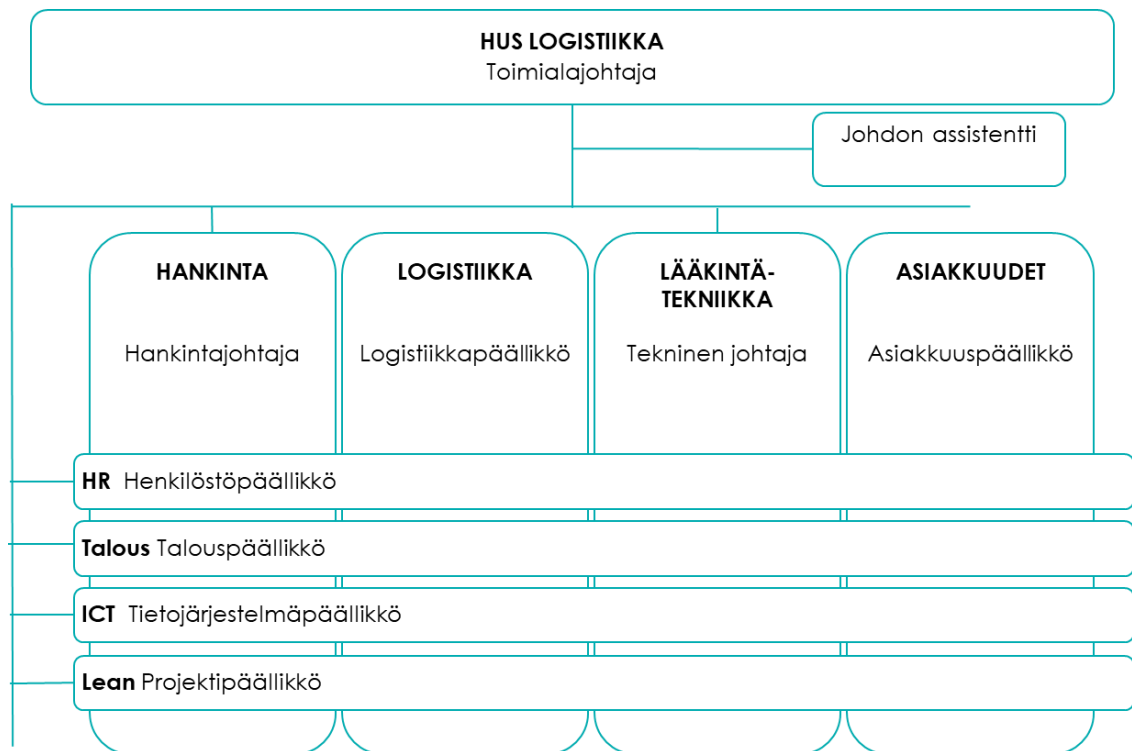 HUS LOGISTIIKKA
Toimialajohtaja
Johdon assistentti
HANKINTA
Hankintajohtaja
LOGISTIIKKA
Logistiikkapäällikkö
LÄÄKINTÄ-
TEKNIIKKA
Tekninen johtaja
ASIAKKUUDET
Asiakkuuspäällikkö
HR Henkilöstöpäällikkö
Talous Talouspäällikkö
ICT Tietojärjestelmäpäällikkö
Lean Projektipäällikkö